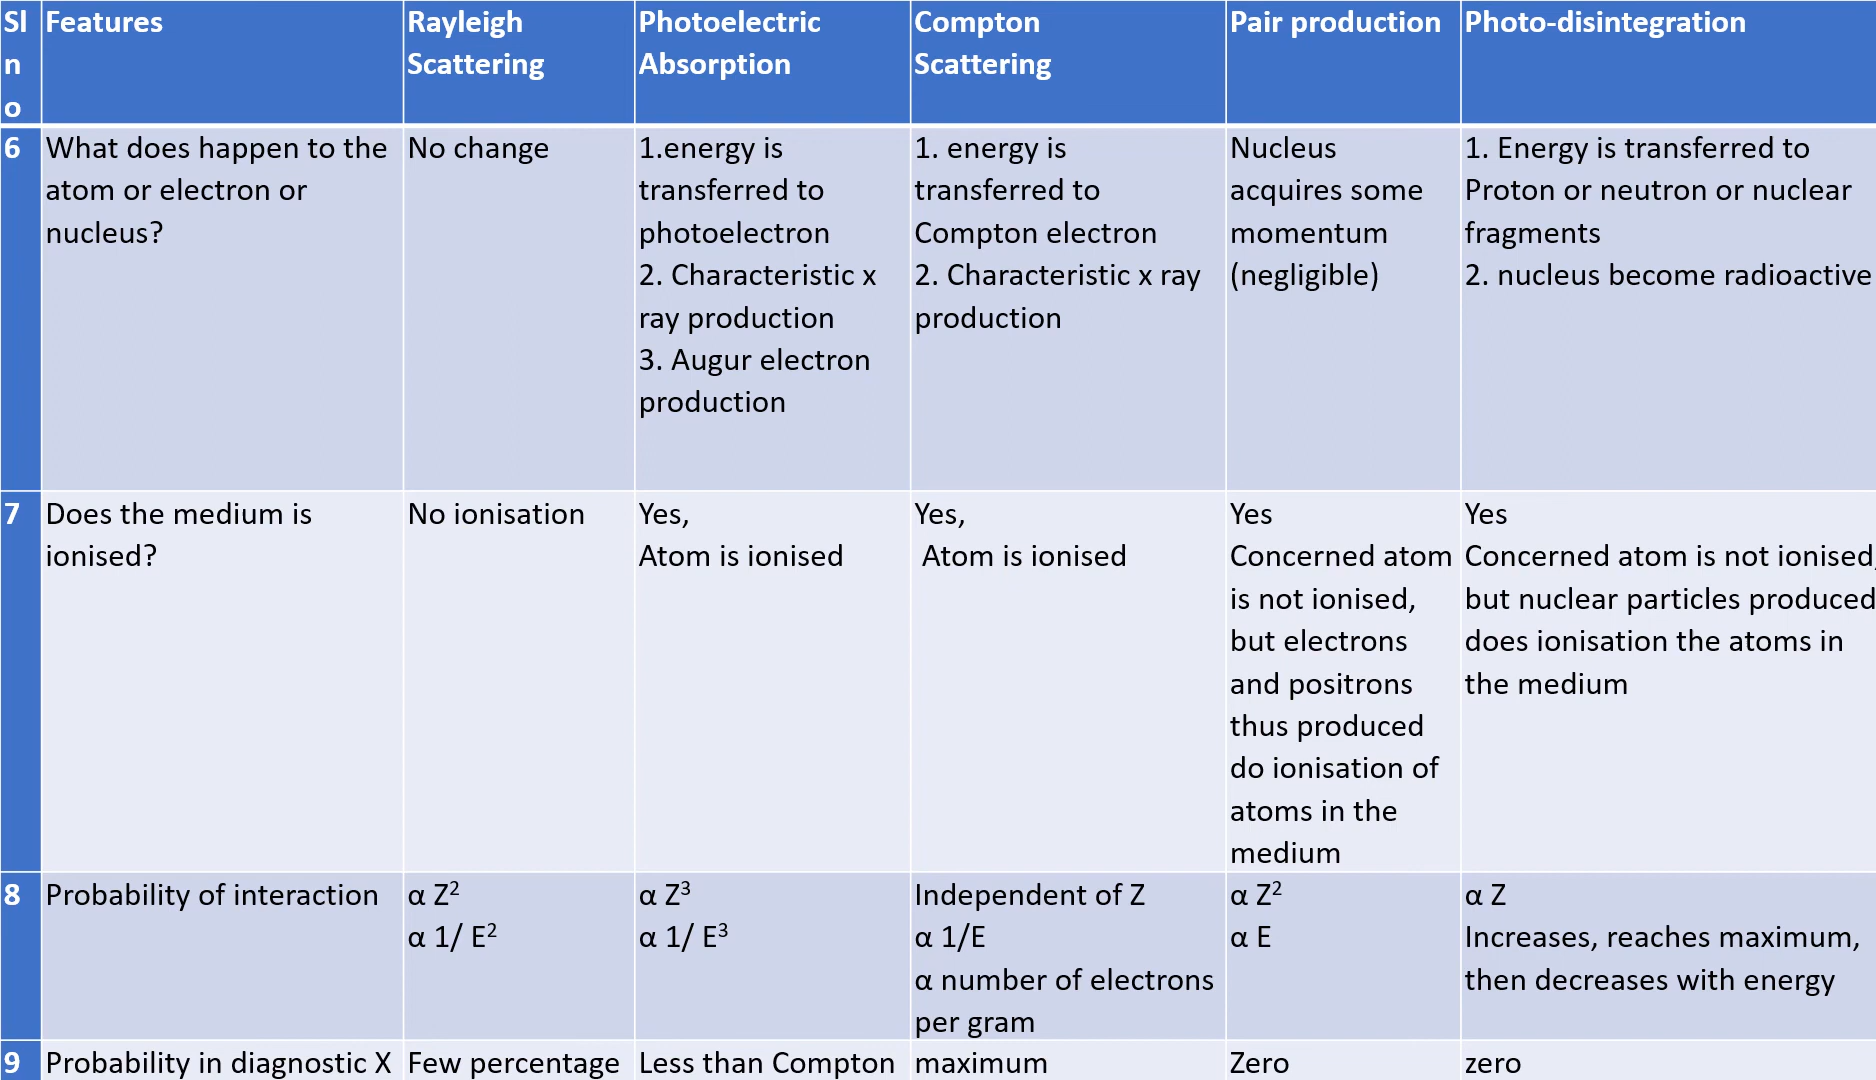 Sl
n
o
Features
Rayleigh
Scattering
Photoelectric
Absorption
Compton
Scattering
Pair production
Photo-disintegration
6
What does happen to the
atom or electron or
nucleus?
No change
1.energy is
transferred to
photoelectron
2. Characteristic x
ray production
3. Augur electron
production
1. energy is
transferred to
Compton electron
2. Characteristic x ray
production
Nucleus
acquires some
momentum
(negligible)
1. Energy is transferred to
Proton or neutron or nuclear
fragments
2. nucleus become radioactive
7
Does the medium is
ionised?
No ionisation
Yes,
Atom is ionised
Yes,
Atom is ionised
Yes
Concerned atom
is not ionised,
but electrons
and positrons
thus produced
do ionisation of
atoms in the
medium
Yes
Concerned atom is not ionised,
but nuclear particles produced
does ionisation the atoms in
the medium
8
Probability of interaction
α Z²
α 1/ E²
α Z³
α 1/ E³
Independent of Z
α 1/E
α number of electrons
per gram
α Z²
α E
α Z
Increases, reaches maximum,
then decreases with energy
9
Probability in diagnostic X
Few percentage
Less than Compton
maximum
Zero
zero